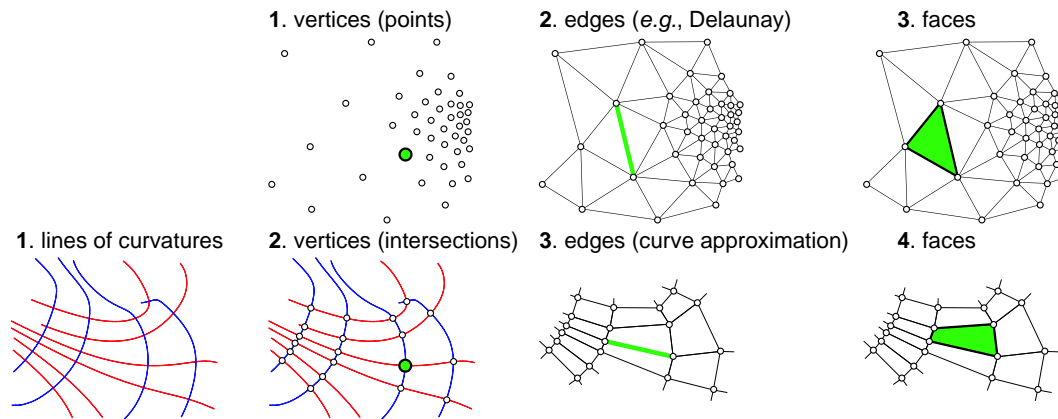 1. vertices (points)
2. edges (e.g., Delaunay)
3. faces
1. lines of curvatures
2. vertices (intersections)
3. edges (curve approximation)
4. faces